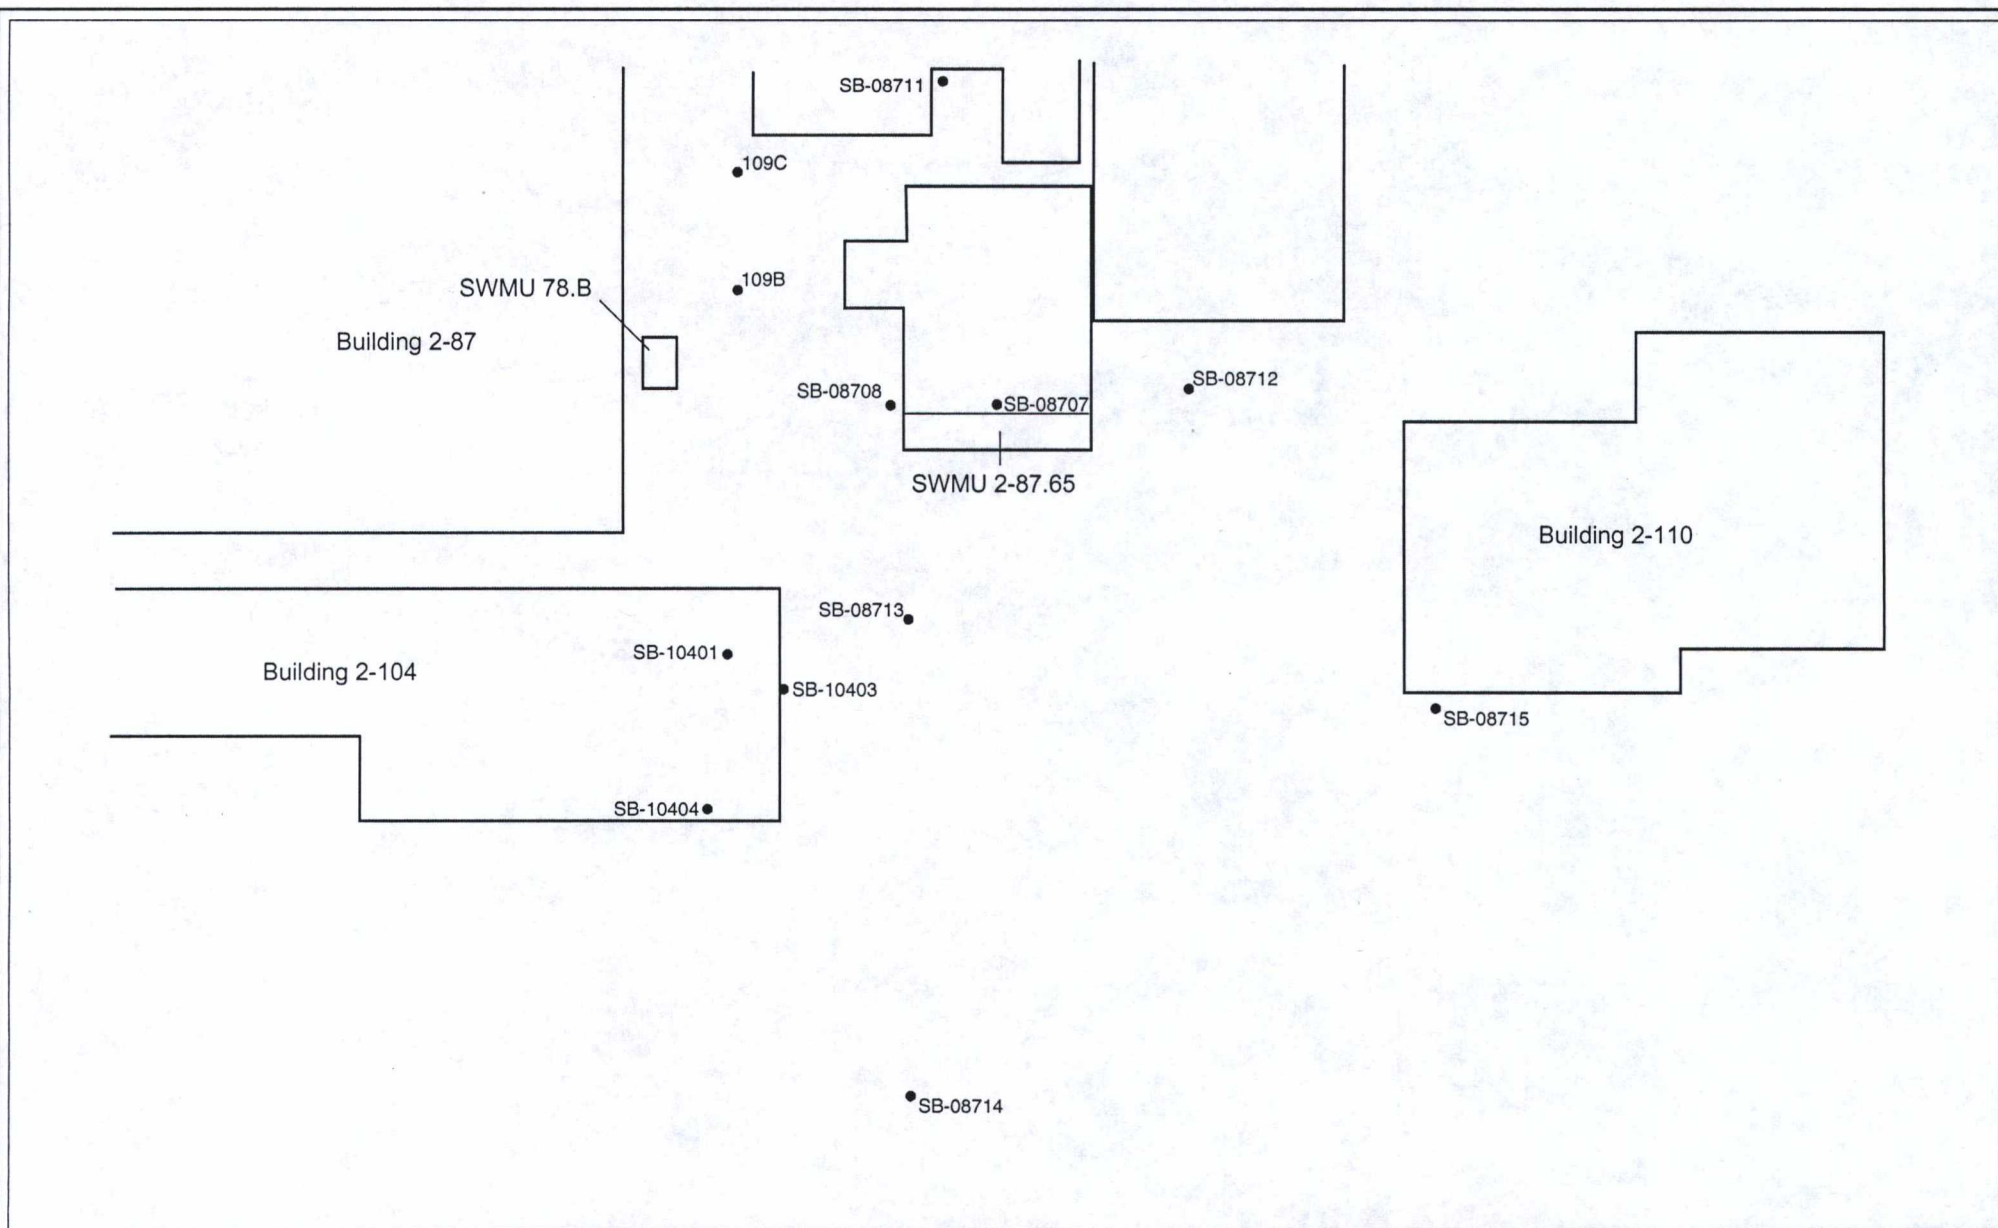 SB-08711
109C
109B
SWMU 78.B
Building 2-87
SB-08712
SB-08708
SB-08707
SWMU 2-87.65
Building 2-110
SB-08713
SB-10401
Building 2-104
SB-10403
SB-08715
SB-10404
SB-08714